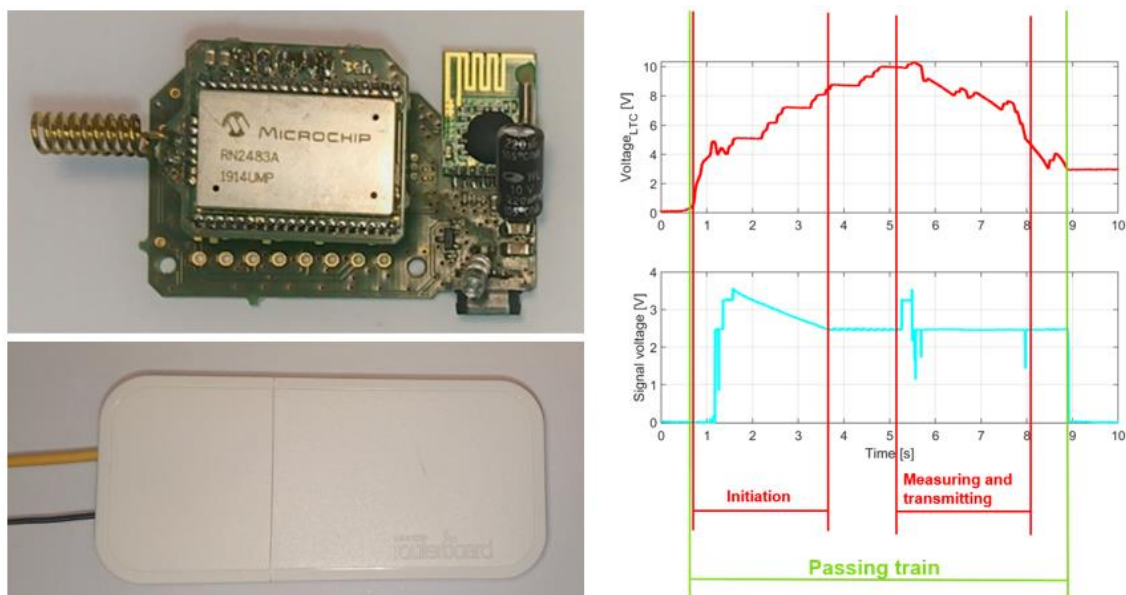 MICROCHIP
RN2483A
1914UMP
220µ
10 V
Voltage_LTC [V]
10
8
6
4
2
0
0 1 2 3 4 5 6 7 8 9 10
Signal voltage [V]
4
3
2
1
0
0 1 2 3 4 5 6 7 8 9 10
Time [s]
Initiation
Measuring and
transmitting
Passing train